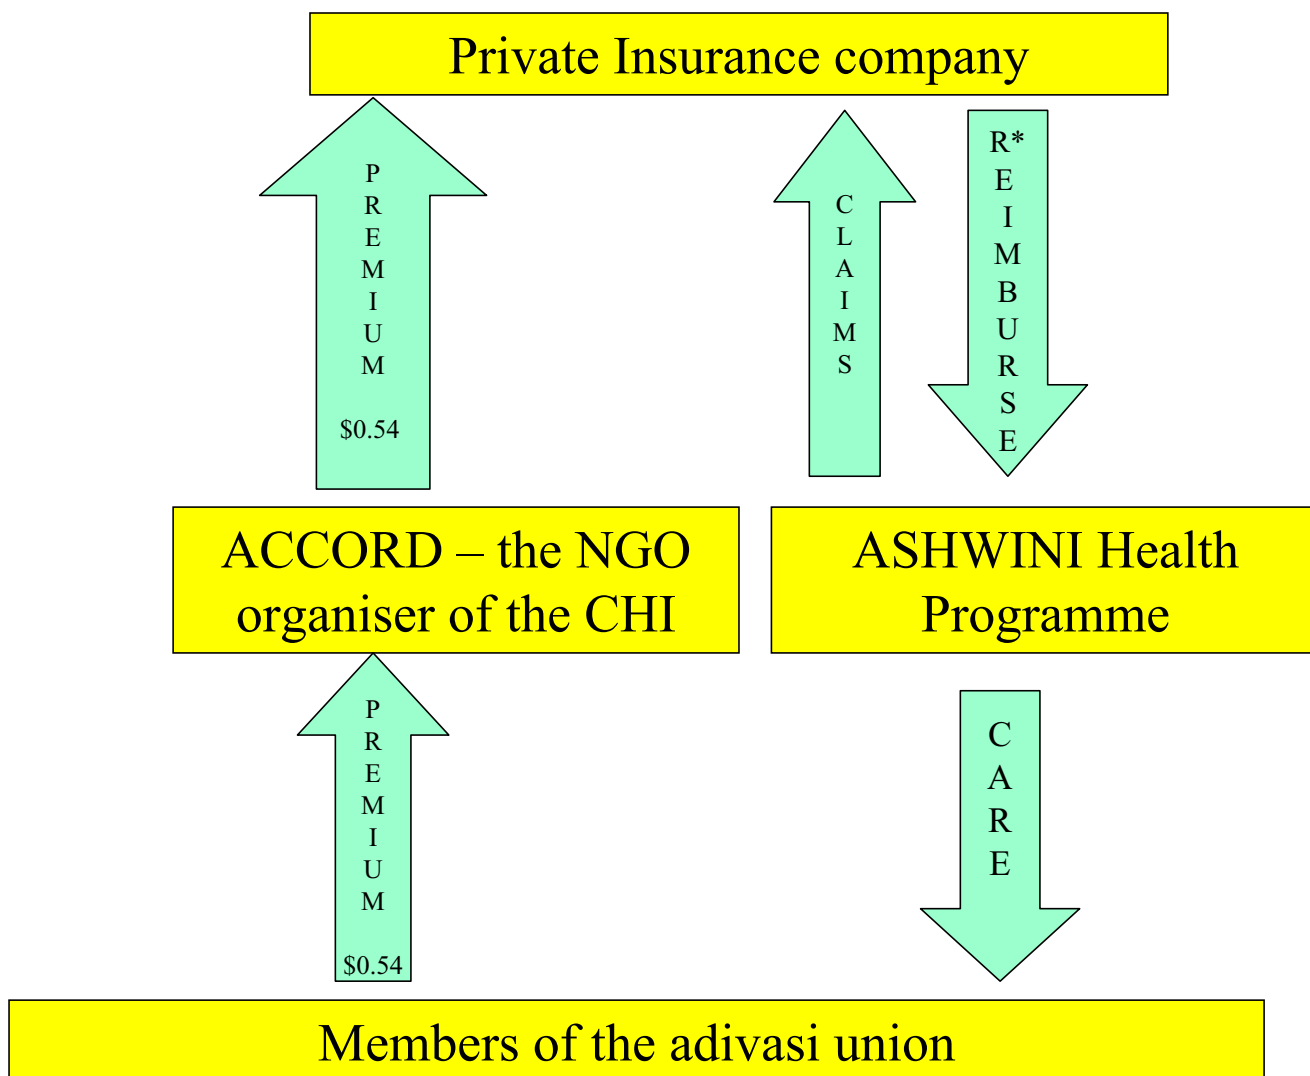 Private Insurance company
PREMIUM
$0.54
CLAIMS
R*EIMBURSE
ACCORD – the NGO
organiser of the CHI
ASHWINI Health
Programme
PREMIUM
$0.54
CARE
Members of the adivasi union